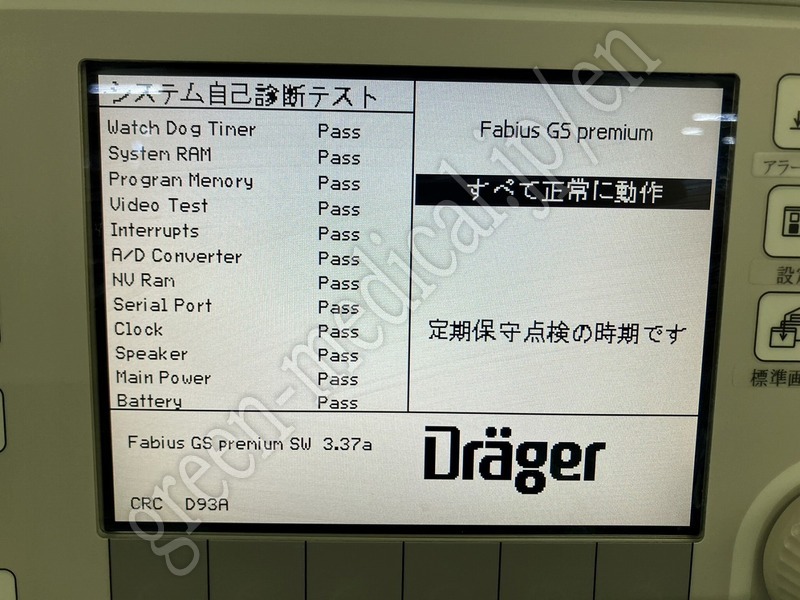 システム自己診断テスト
Watch Dog Timer Pass
System RAM Pass
Program Memory Pass
Video Test Pass
Interrupts Pass
A/D Converter Pass
NV Ram Pass
Serial Port Pass
Clock Pass
Speaker Pass
Main Power Pass
Battery Pass
Fabius GS premium
すべて正常に動作
定期保守点検の時期です
Fabius GS premium SW 3.37a
CRC D93A
Dräger
アラー
設
標準画
green-medical.jp/en